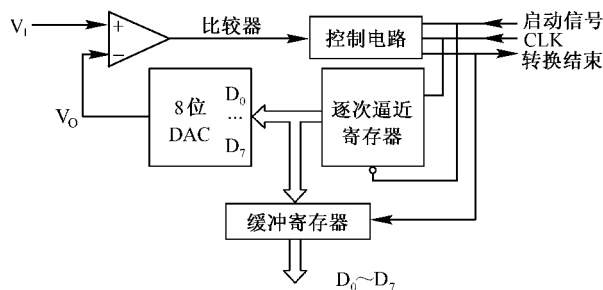 V_I
+
−
比较器
控制电路
启动信号
CLK
转换结束
V_O
8位
DAC
D_0
...
D_7
逐次逼近
寄存器
缓冲寄存器
D_0~D_7